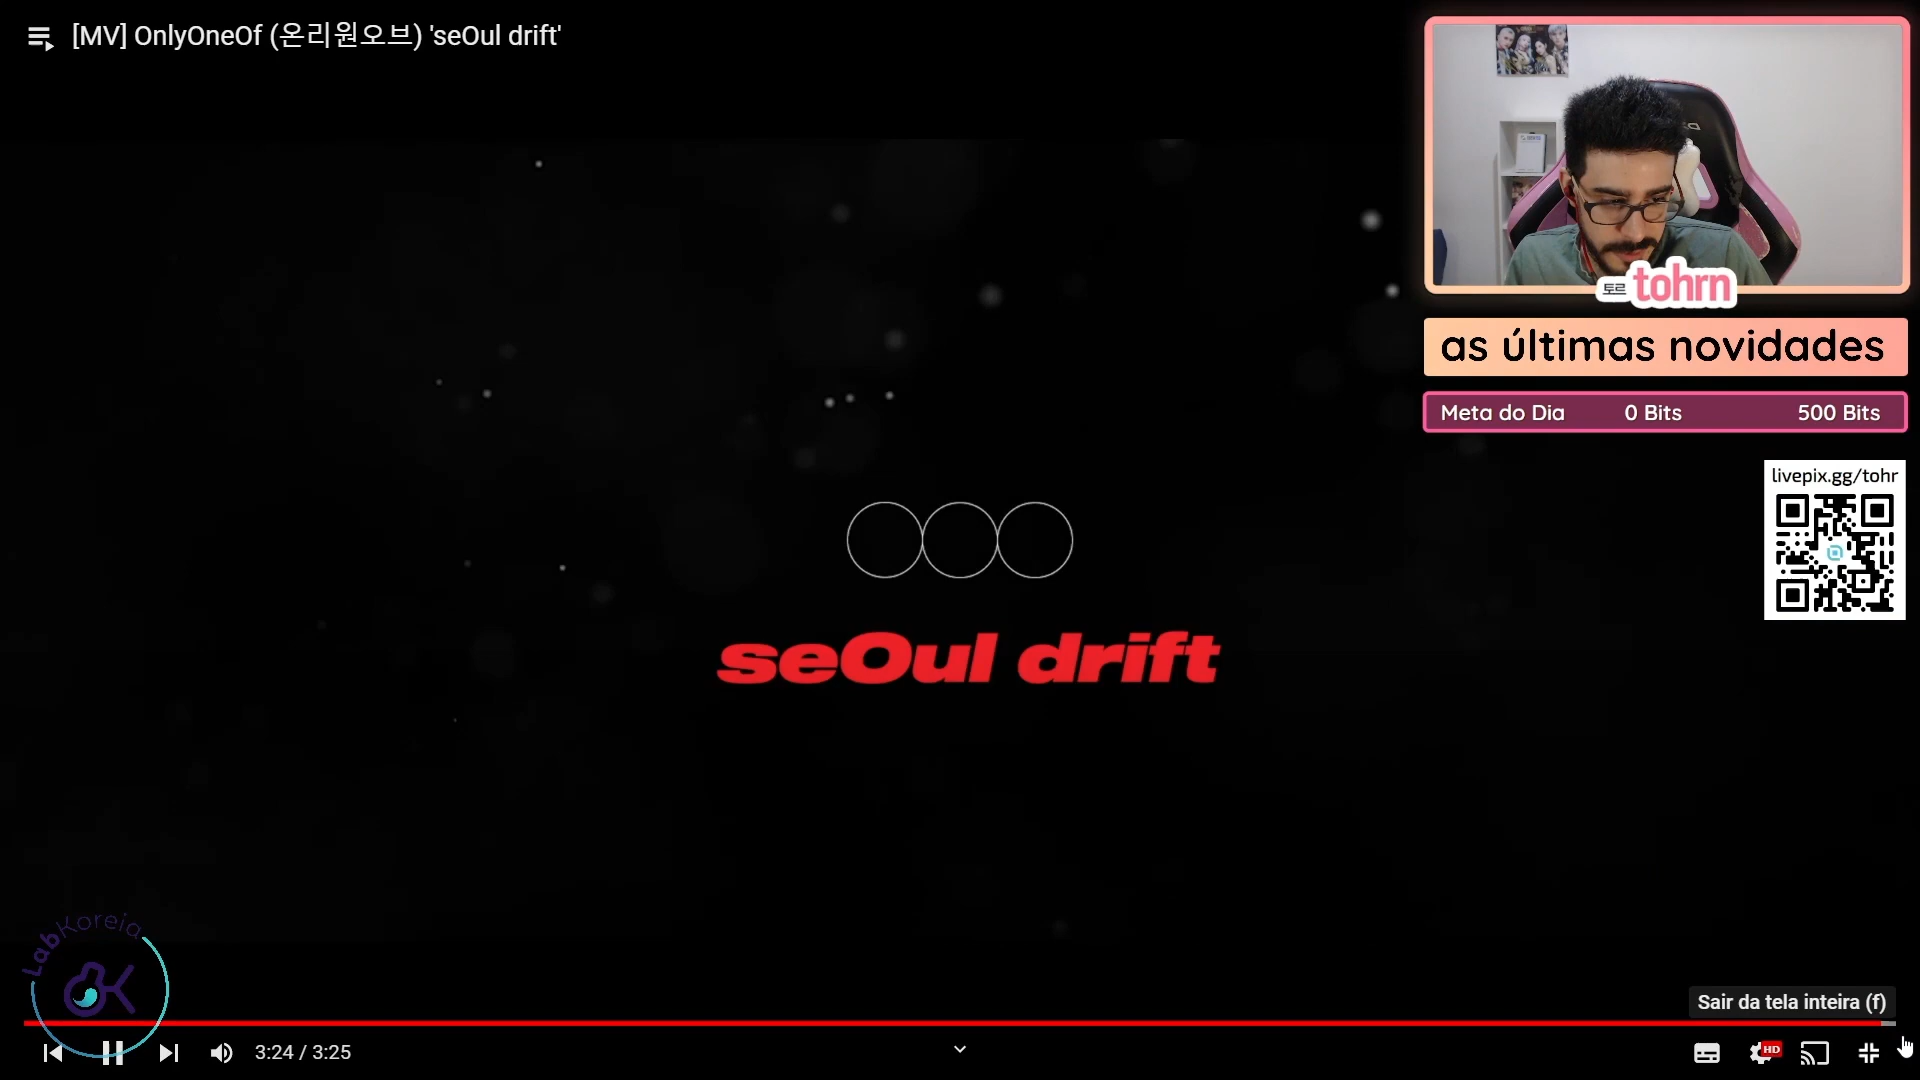 [MV] OnlyOneOf (온리원오브) 'seOul drift'
토르 tohrn
as últimas novidades
Meta do Dia 0 Bits 500 Bits
livepix.gg/tohr
seOul drift
LabKoreia
Sair da tela inteira (f)
3:24 / 3:25
HD